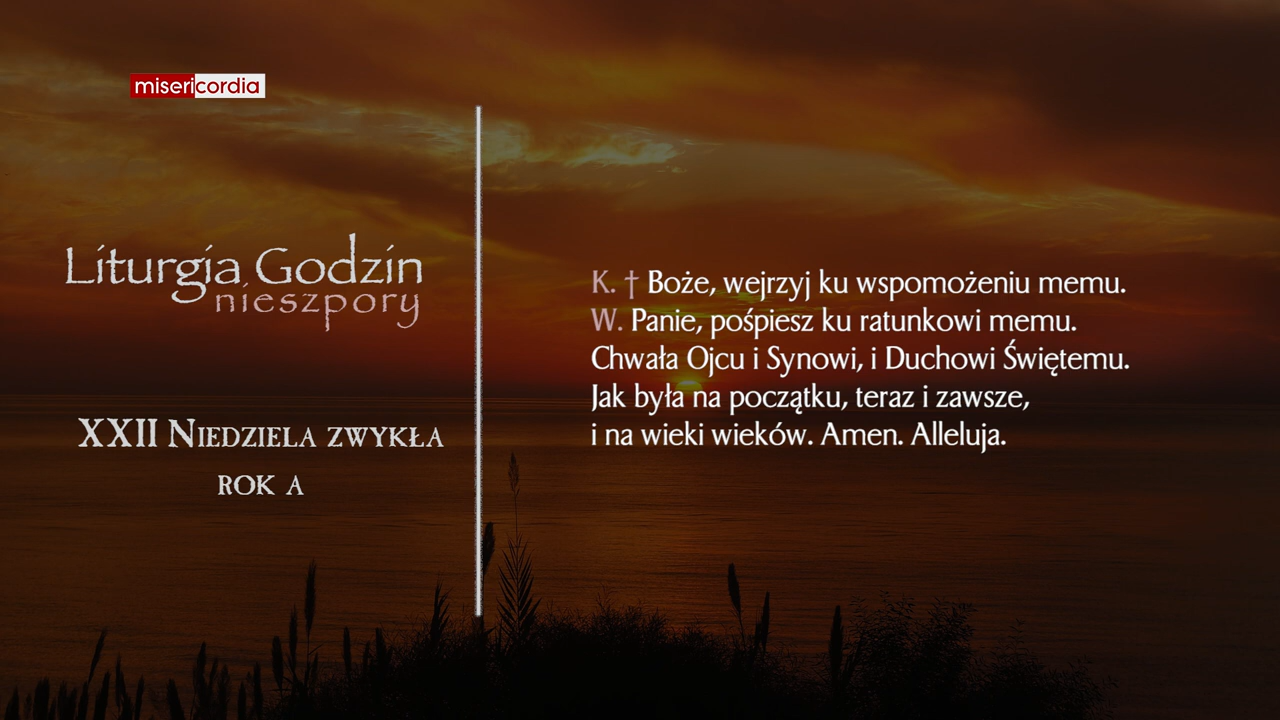 misericordia
Liturgia Godzin
nieszpory
XXII Niedziela zwykła
rok A
K. † Boże, wejrzyj ku wspomożeniu memu.
W. Panie, pośpiesz ku ratunkowi memu.
Chwała Ojcu i Synowi, i Duchowi Świętemu.
Jak była na początku, teraz i zawsze,
i na wieki wieków. Amen. Alleluja.